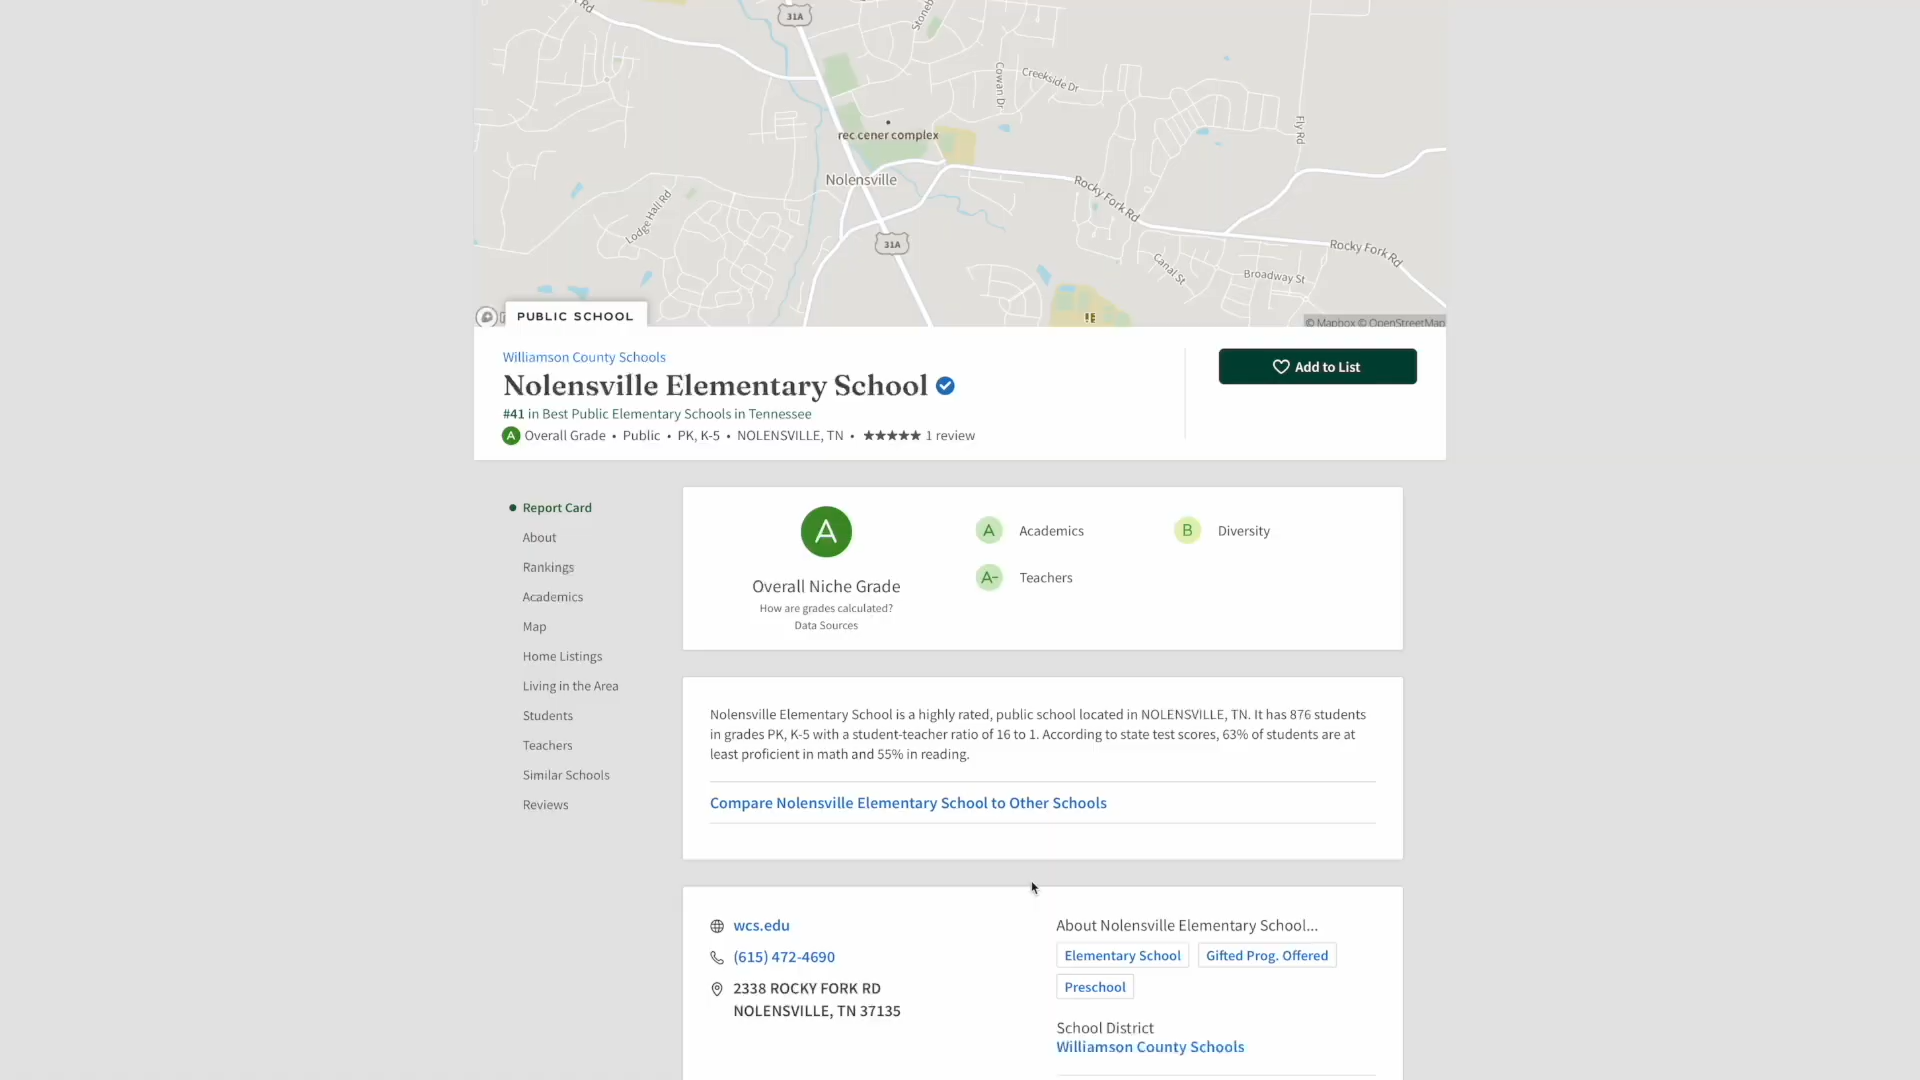 Rd
31A
Stoneb
Cowan Dr
Creekside Dr
Fly Rd
rec cener complex
Nolensville
Rocky Fork Rd
Lodge Hall Rd
31A
Canal St
Rocky Fork Rd
Broadway St
PUBLIC SCHOOL
© Mapbox © OpenStreetMap
Williamson County Schools
Nolensville Elementary School
#41 in Best Public Elementary Schools in Tennessee
A Overall Grade • Public • PK, K-5 • NOLENSVILLE, TN • ★★★★★ 1 review
Add to List
Report Card
About
Rankings
Academics
Map
Home Listings
Living in the Area
Students
Teachers
Similar Schools
Reviews
A
Overall Niche Grade
How are grades calculated?
Data Sources
A Academics
B Diversity
A- Teachers
Nolensville Elementary School is a highly rated, public school located in NOLENSVILLE, TN. It has 876 students
in grades PK, K-5 with a student-teacher ratio of 16 to 1. According to state test scores, 63% of students are at
least proficient in math and 55% in reading.
Compare Nolensville Elementary School to Other Schools
wcs.edu
(615) 472-4690
2338 ROCKY FORK RD
NOLENSVILLE, TN 37135
About Nolensville Elementary School...
Elementary School
Gifted Prog. Offered
Preschool
School District
Williamson County Schools